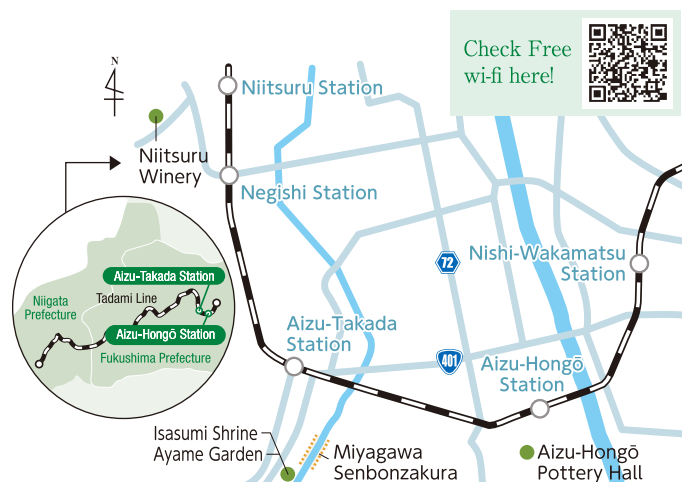 Check Free
wi-fi here!
N
Niitsuru Station
Niitsuru
Winery
Negishi Station
72
Nishi-Wakamatsu
Station
Aizu-Takada Station
Niigata
Prefecture
Tadami Line
Aizu-Hongō Station
Fukushima Prefecture
Aizu-Takada
Station
401
Aizu-Hongō
Station
Isasumi Shrine
Ayame Garden
Miyagawa
Senbonzakura
Aizu-Hongō
Pottery Hall